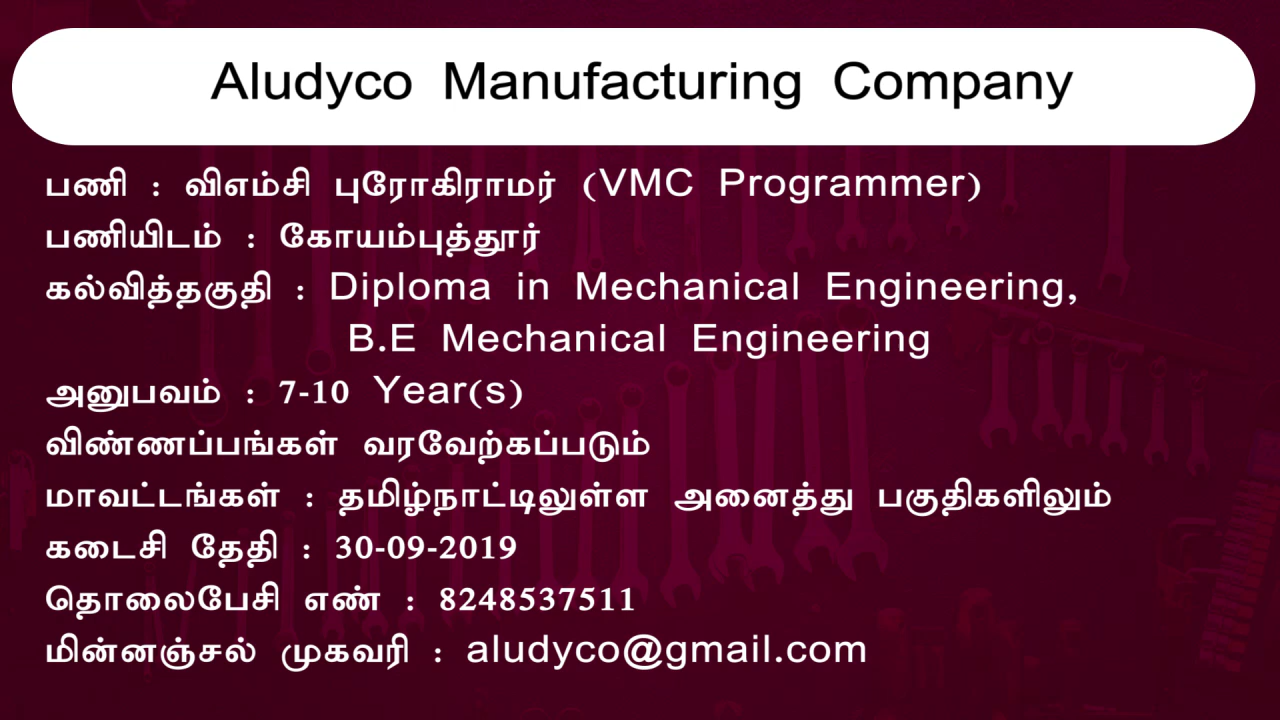 Aludyco Manufacturing Company
பணி : விஎம்சி புரோகிராமர் (VMC Programmer)
பணியிடம் : கோயம்புத்தூர்
கல்வித்தகுதி : Diploma in Mechanical Engineering,
B.E Mechanical Engineering
அனுபவம் : 7-10 Year(s)
விண்ணப்பங்கள் வரவேற்கப்படும்
மாவட்டங்கள் : தமிழ்நாட்டிலுள்ள அனைத்து பகுதிகளிலும்
கடைசி தேதி : 30-09-2019
தொலைபேசி எண் : 8248537511
மின்னஞ்சல் முகவரி : aludyco@gmail.com